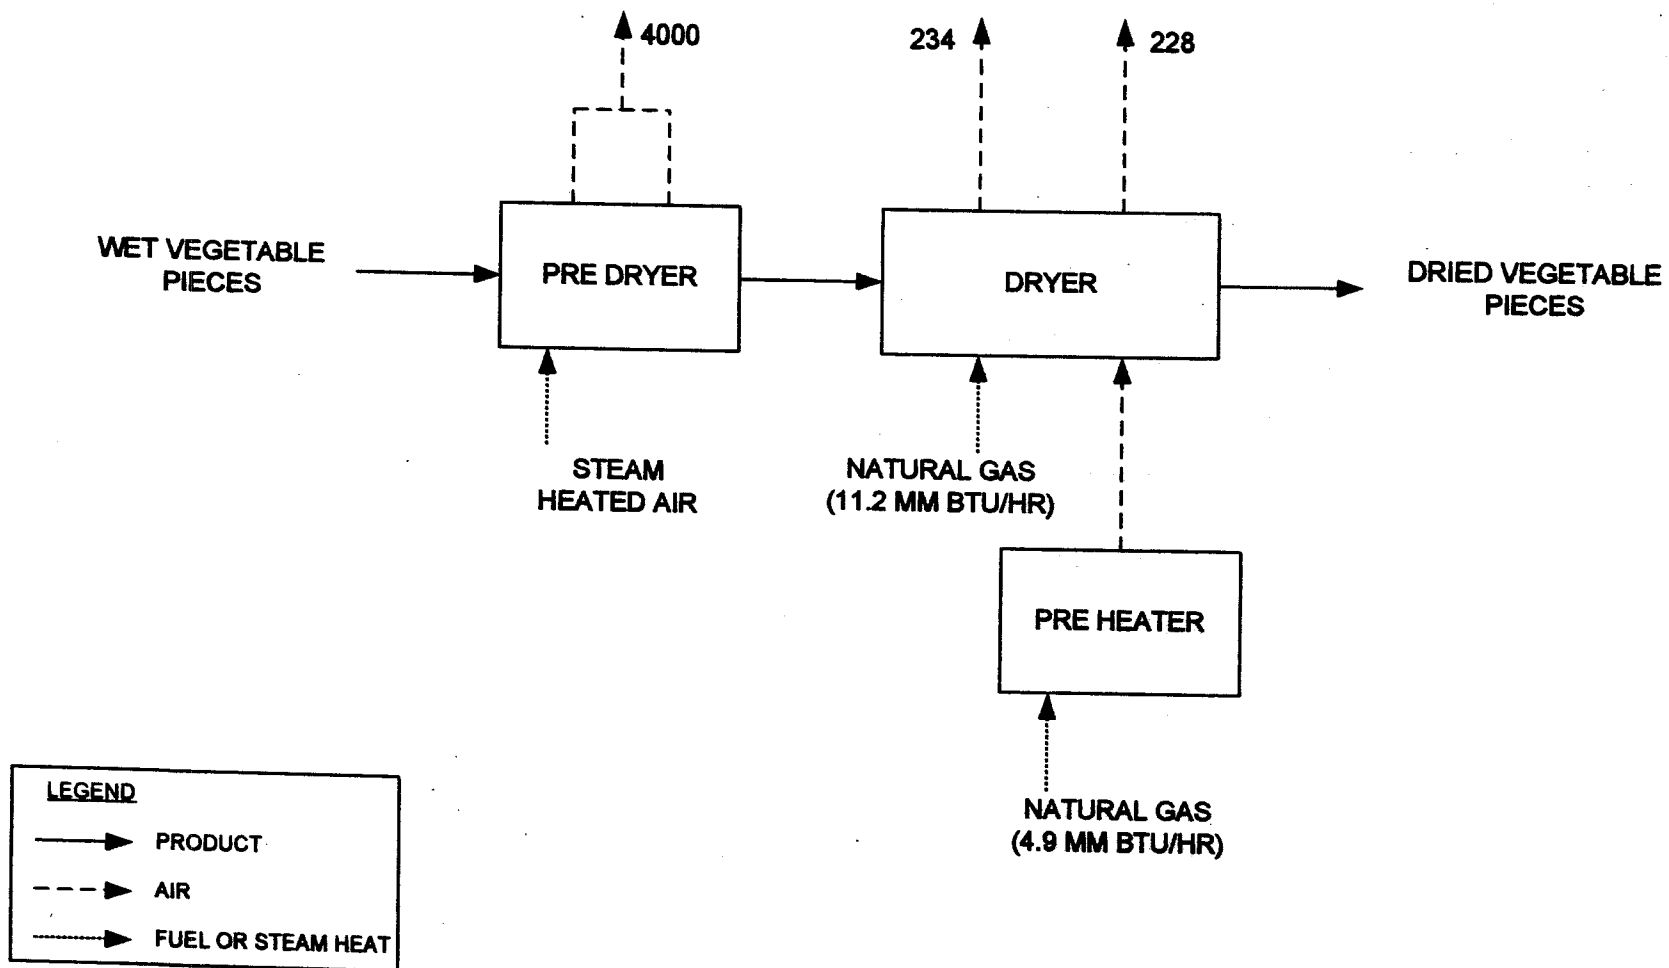 4000
234
228
WET VEGETABLE
PIECES
PRE DRYER
DRYER
DRIED VEGETABLE
PIECES
STEAM
HEATED AIR
NATURAL GAS
(11.2 MM BTU/HR)
PRE HEATER
NATURAL GAS
(4.9 MM BTU/HR)
LEGEND
PRODUCT
AIR
FUEL OR STEAM HEAT